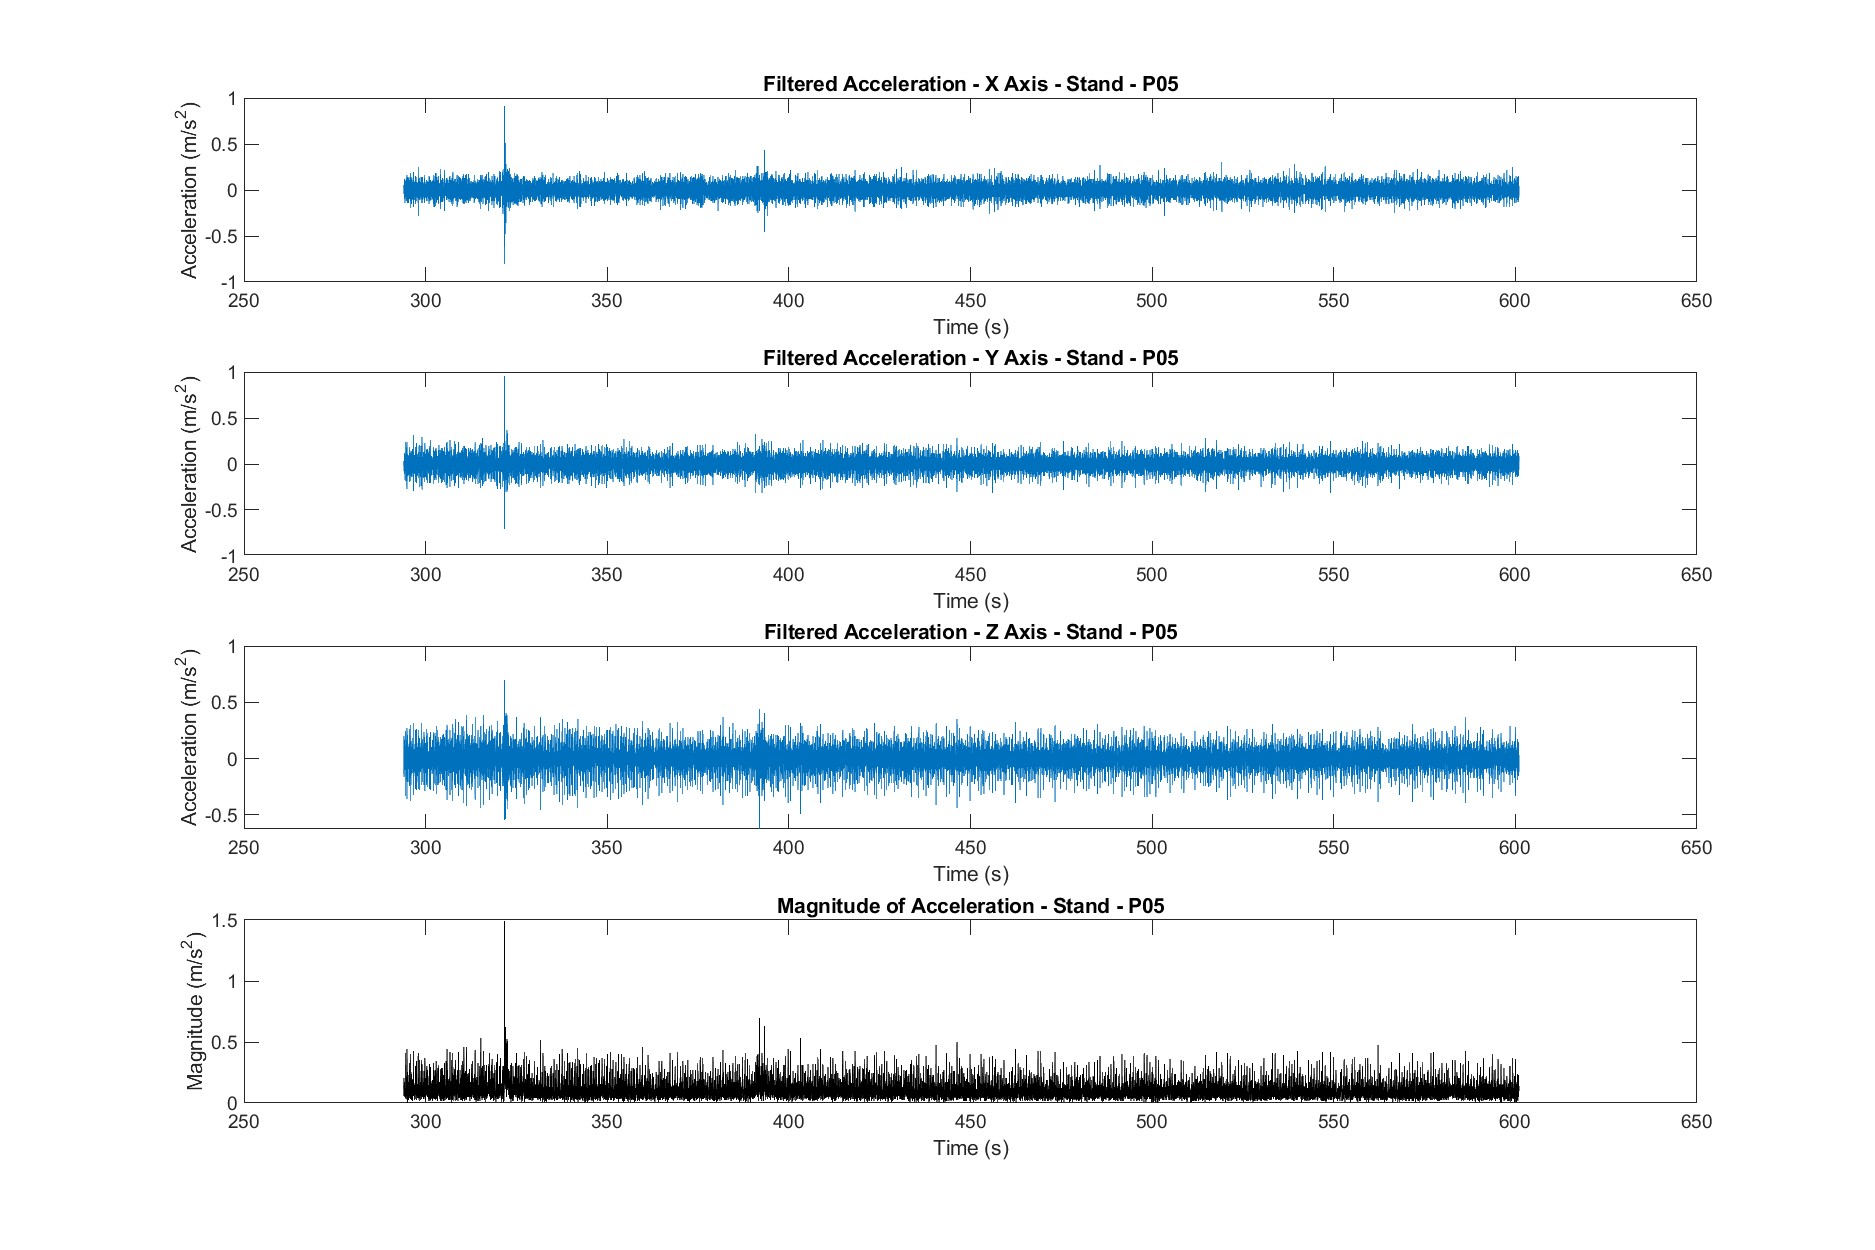 Filtered Acceleration - X Axis - Stand - P05
Acceleration (m/s²)
1
0.5
0
-0.5
-1
250 300 350 400 450 500 550 600 650
Time (s)
Filtered Acceleration - Y Axis - Stand - P05
Acceleration (m/s²)
1
0.5
0
-0.5
-1
250 300 350 400 450 500 550 600 650
Time (s)
Filtered Acceleration - Z Axis - Stand - P05
Acceleration (m/s²)
1
0.5
0
-0.5
250 300 350 400 450 500 550 600 650
Time (s)
Magnitude of Acceleration - Stand - P05
Magnitude (m/s²)
1.5
1
0.5
0
250 300 350 400 450 500 550 600 650
Time (s)